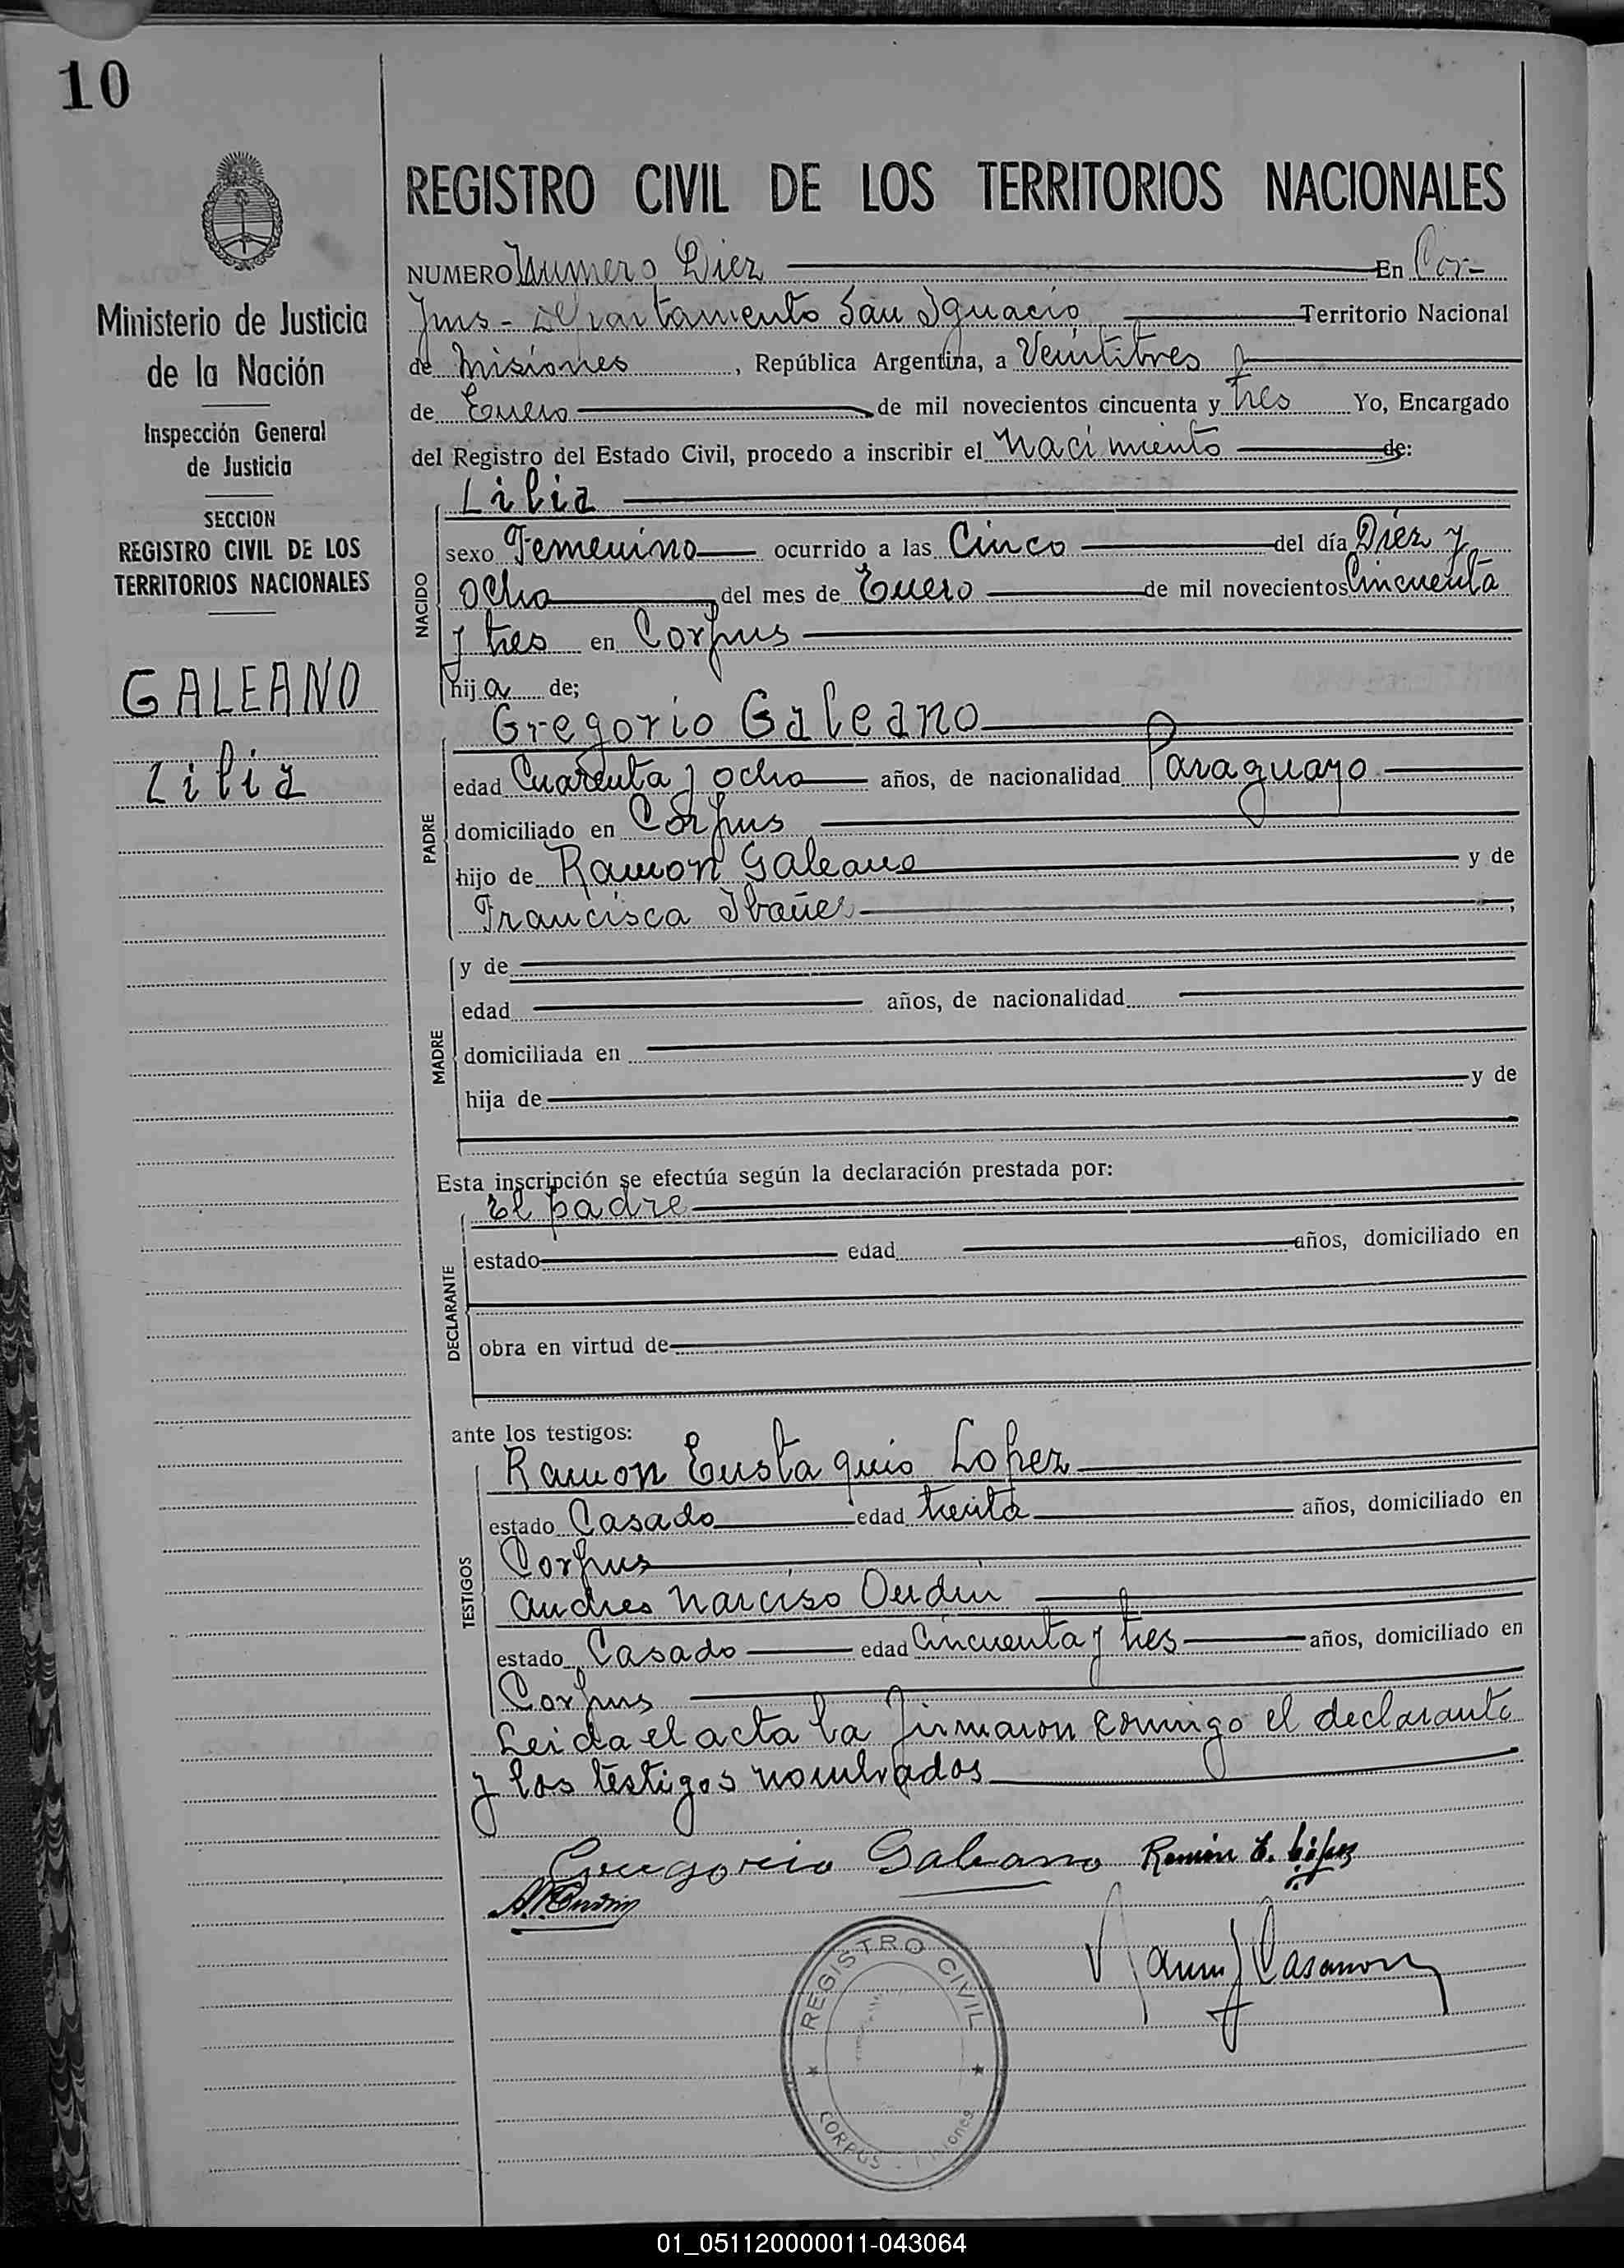 10
REGISTRO CIVIL DE LOS TERRITORIOS NACIONALES
Ministerio de Justicia
de la Nación
Inspección General
de Justicia
SECCION
REGISTRO CIVIL DE LOS
TERRITORIOS NACIONALES
GALEANO
Lilia
NUMERO Numero Diez En Cor-
pus - Departamento San Ignacio Territorio Nacional
de Misiones, República Argentina, a Veintitres
de Enero de mil novecientos cincuenta y tres Yo, Encargado
del Registro del Estado Civil, procedo a inscribir el Nacimiento de:
Lilia
NACIDO
sexo Femenino ocurrido a las Cinco del día Diez y
ocho del mes de Enero de mil novecientos Cincuenta
y tres en Corpus
hija de;
Gregorio Galeano
PADRE
edad Cuarenta y ocho años, de nacionalidad Paraguayo
domiciliado en Corpus
hijo de Ramon Galeano y de
Francisca Ibañez,
MADRE
y de
edad años, de nacionalidad
domiciliada en
hija de y de
Esta inscripción se efectúa según la declaración prestada por:
El padre
DECLARANTE
estado edad años, domiciliado en
obra en virtud de
ante los testigos:
Ramon Eustaquio Lopez
TESTIGOS
estado Casado edad treinta años, domiciliado en
Corpus
Andres Narciso
estado Casado edad Cincuenta y tres años, domiciliado en
Corpus
Leida el acta la firmaron conmigo el declarante
y los testigos nombrados
Gregorio Galeano Ramón E. López
REGISTRO CIVIL
CORPUS - Misiones
01_051120000011-043064